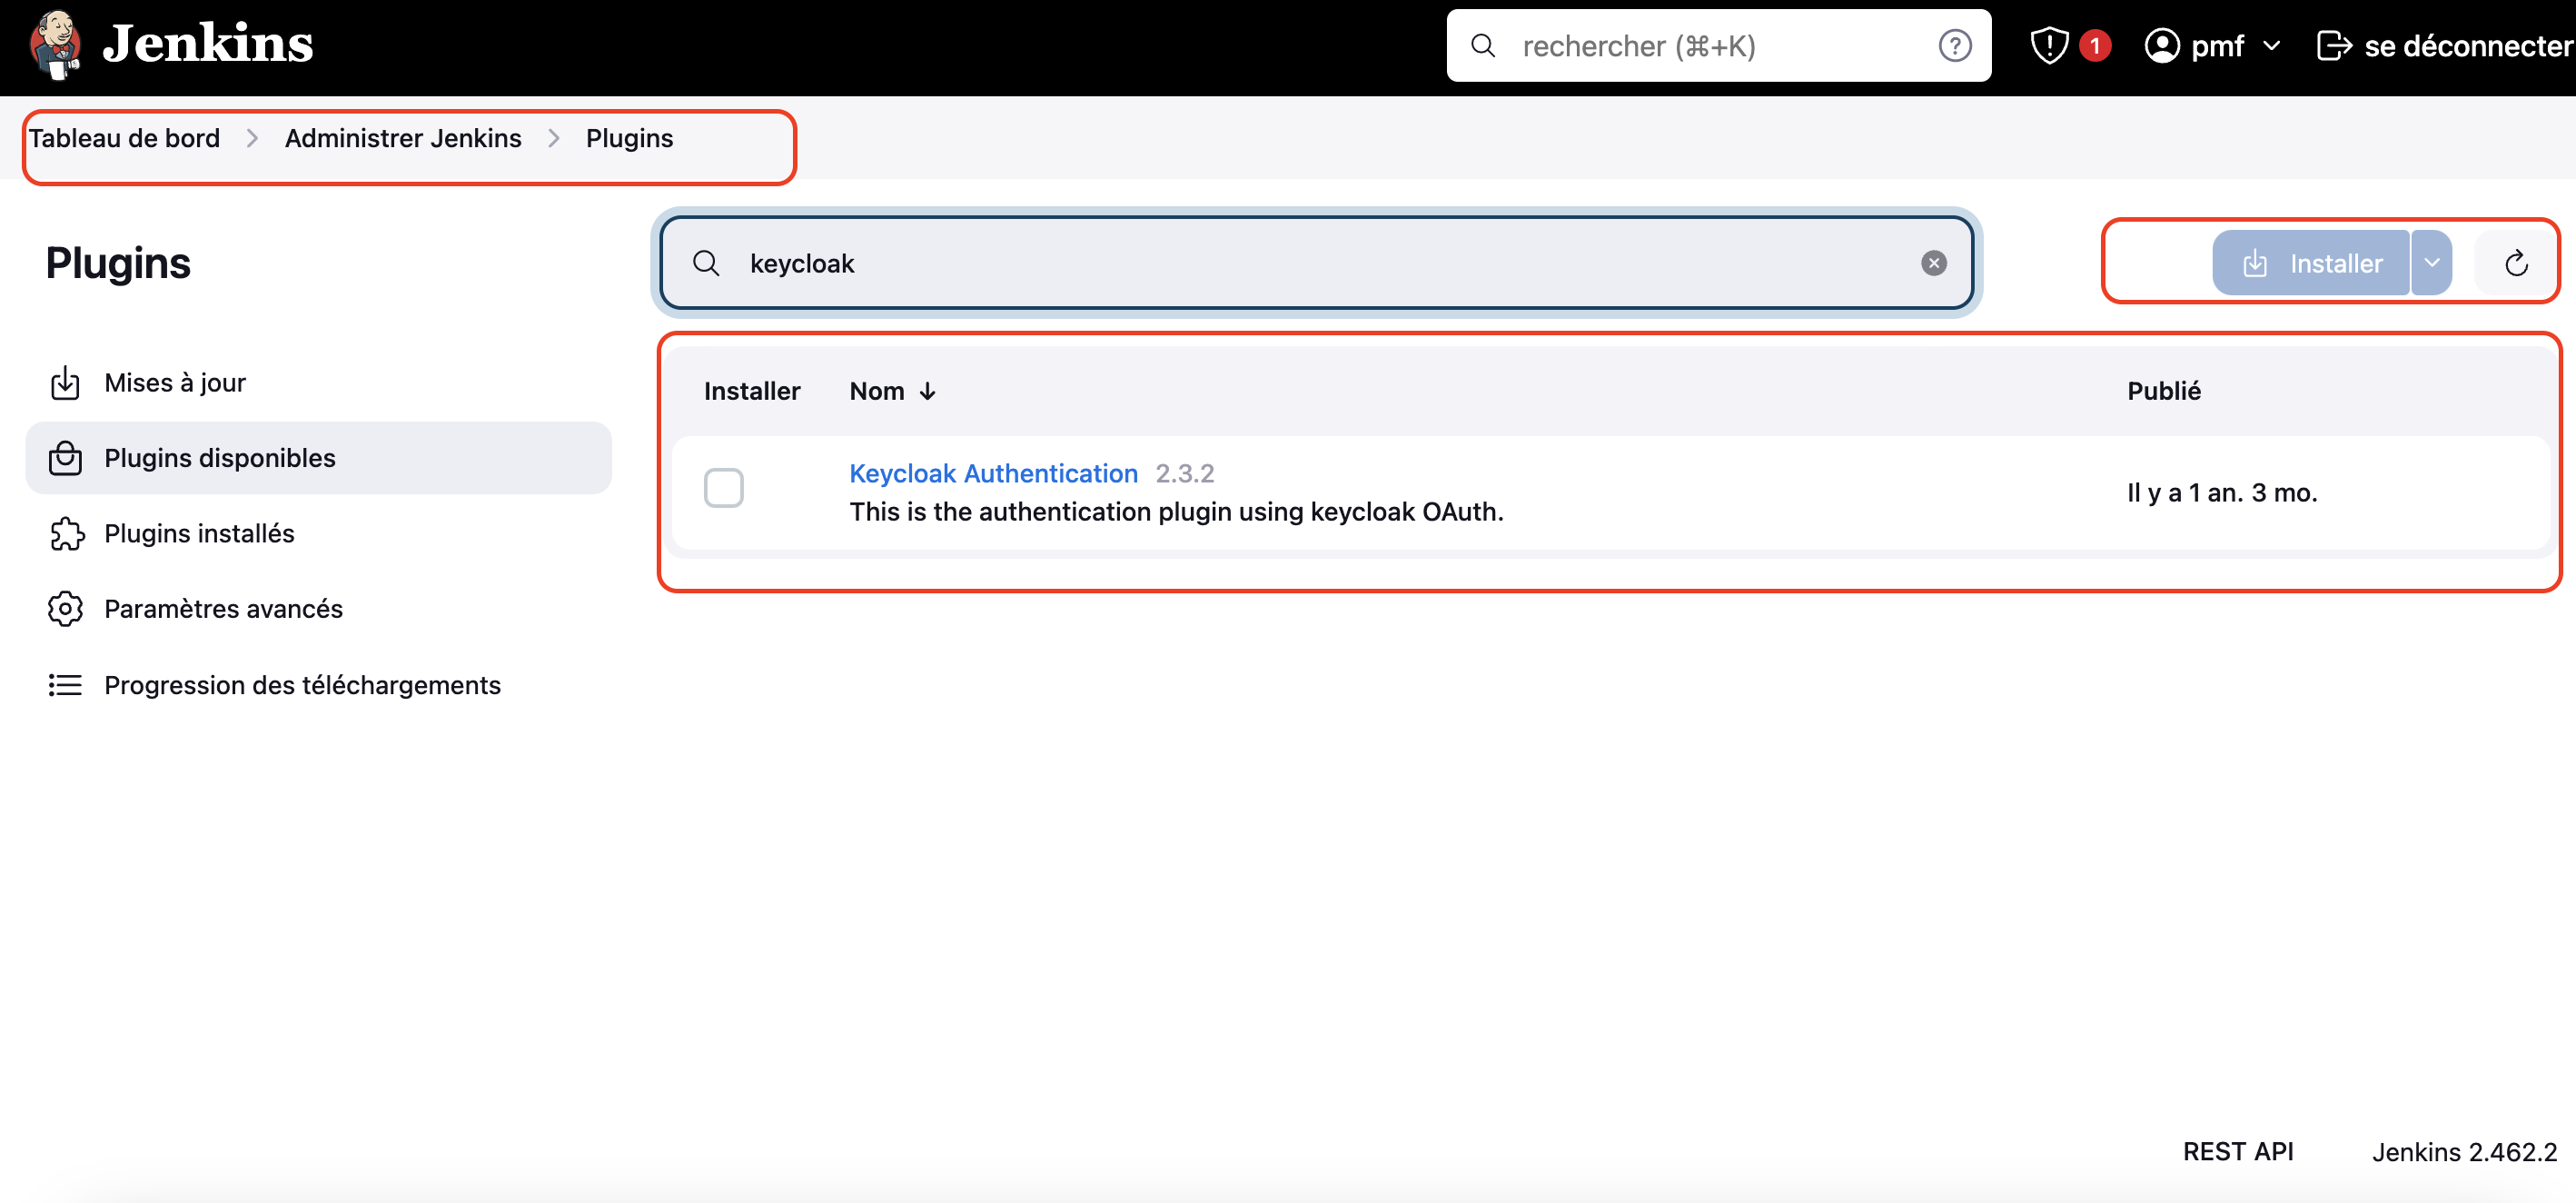 Jenkins
rechercher (⌘+K)
1
pmf
se déconnecter
Tableau de bord
Administrer Jenkins
Plugins
Plugins
keycloak
Installer
Mises à jour
Plugins disponibles
Plugins installés
Paramètres avancés
Progression des téléchargements
Installer Nom ↓ Publié
Keycloak Authentication 2.3.2
This is the authentication plugin using keycloak OAuth.
Il y a 1 an. 3 mo.
REST API
Jenkins 2.462.2